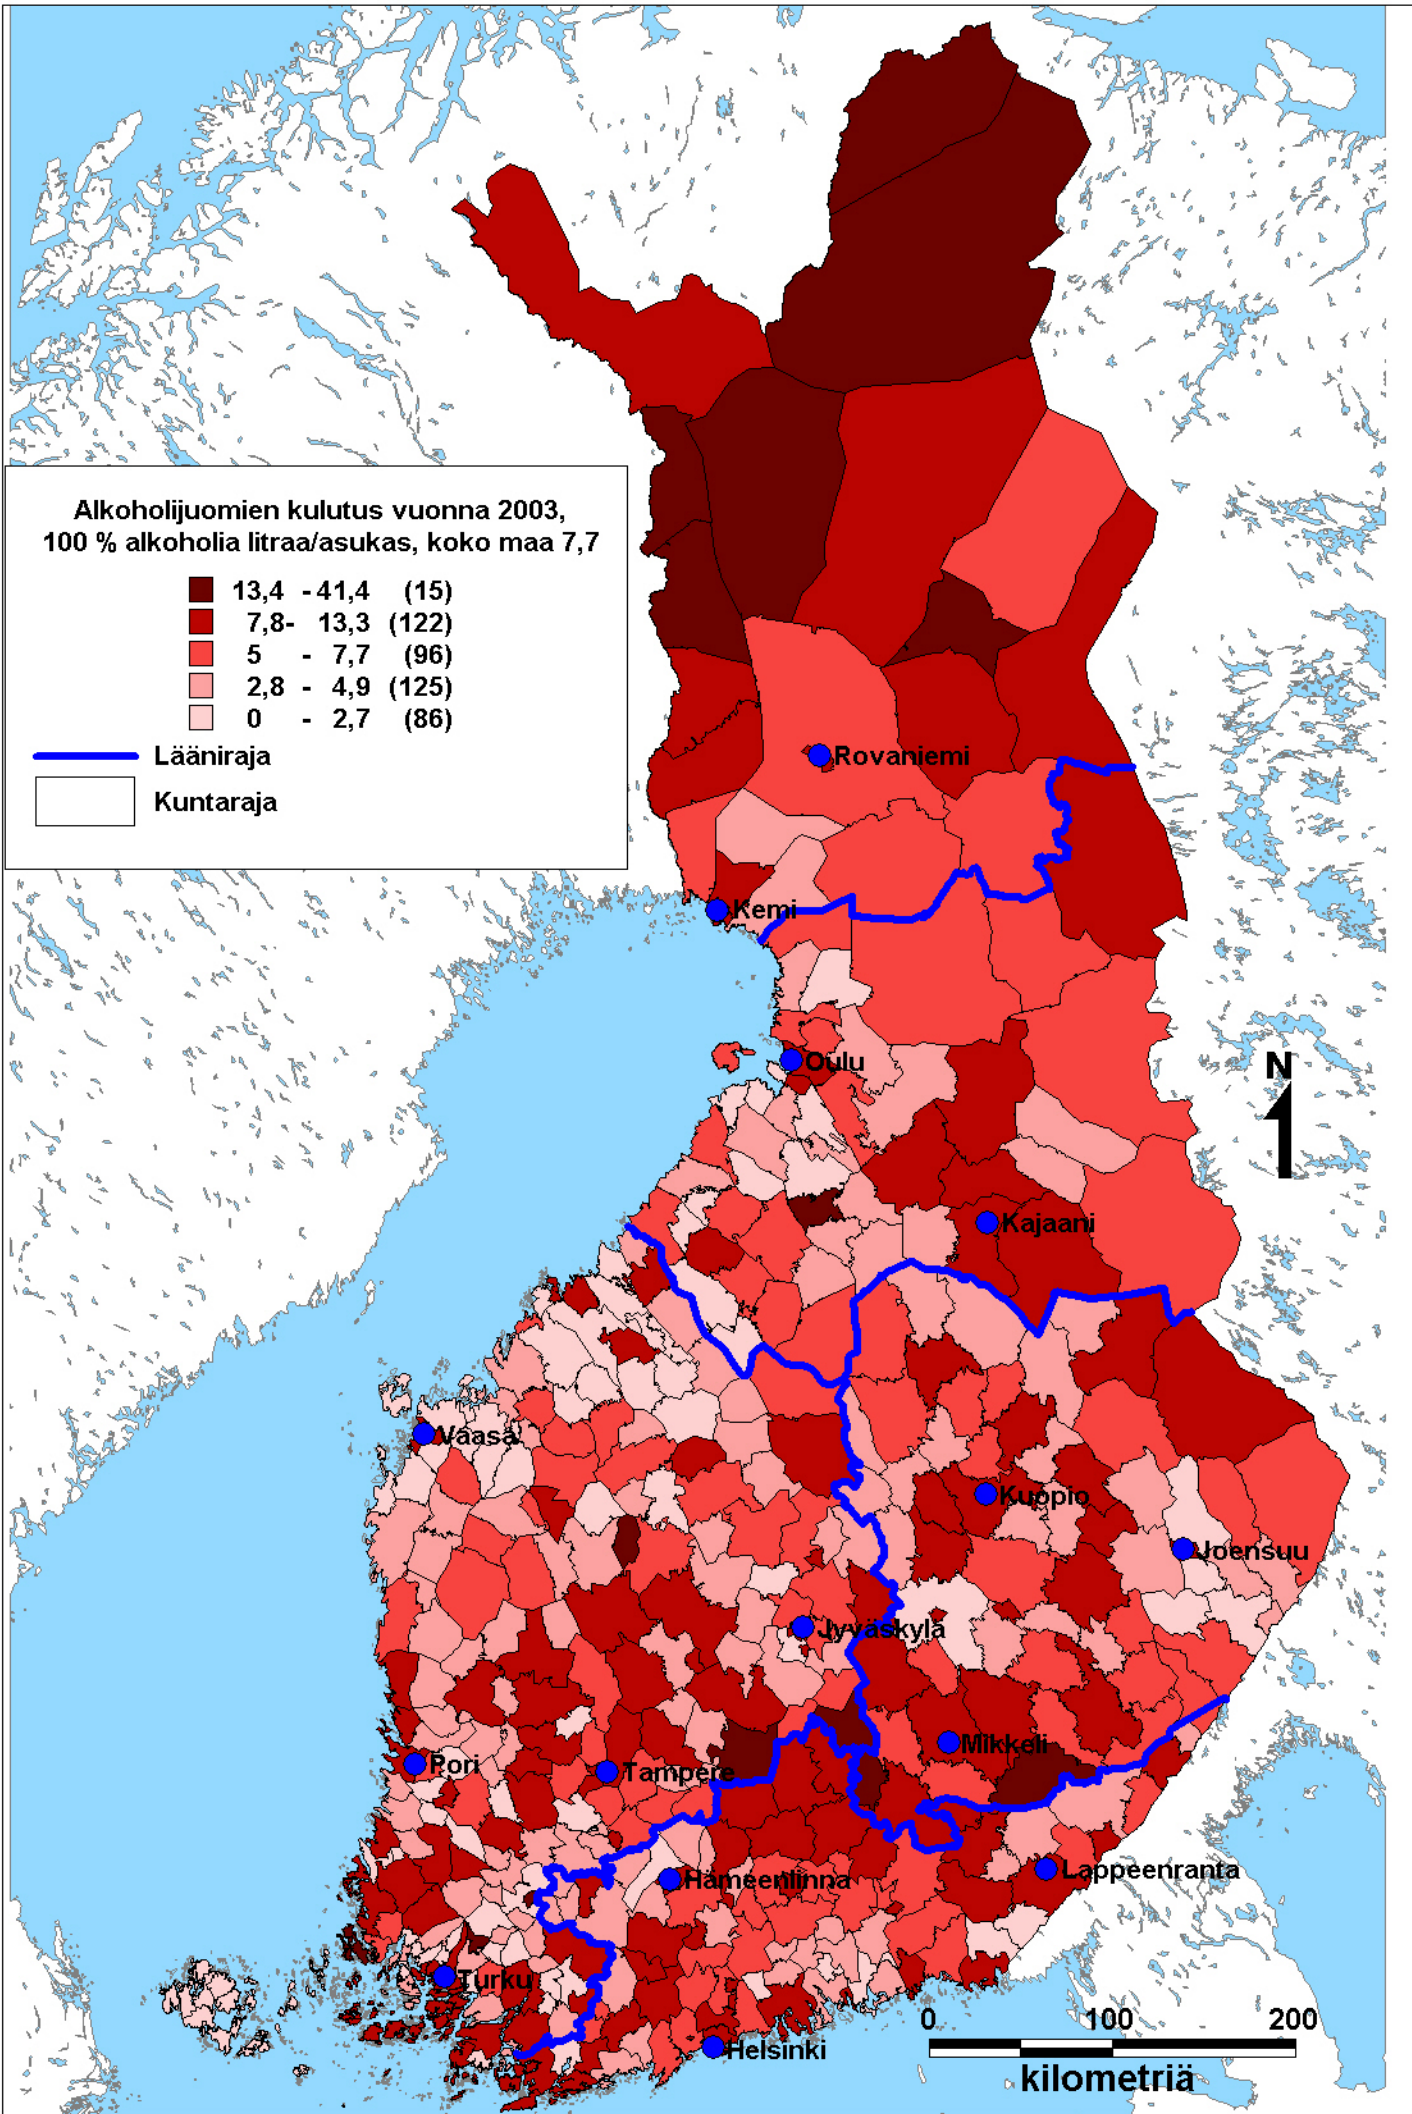 Alkoholijuomien kulutus vuonna 2003,
100 % alkoholia litraa/asukas, koko maa 7,7
13,4 - 41,4 (15)
7,8- 13,3 (122)
5 - 7,7 (96)
2,8 - 4,9 (125)
0 - 2,7 (86)
Lääniraja
Kuntaraja
Rovaniemi
Kemi
Oulu
N
Kajaani
Vaasa
Kuopio
Joensuu
Jyväskylä
Mikkeli
Pori
Tampere
Lappeenranta
Hämeenlinna
Turku
0 100 200
Helsinki
kilometriä